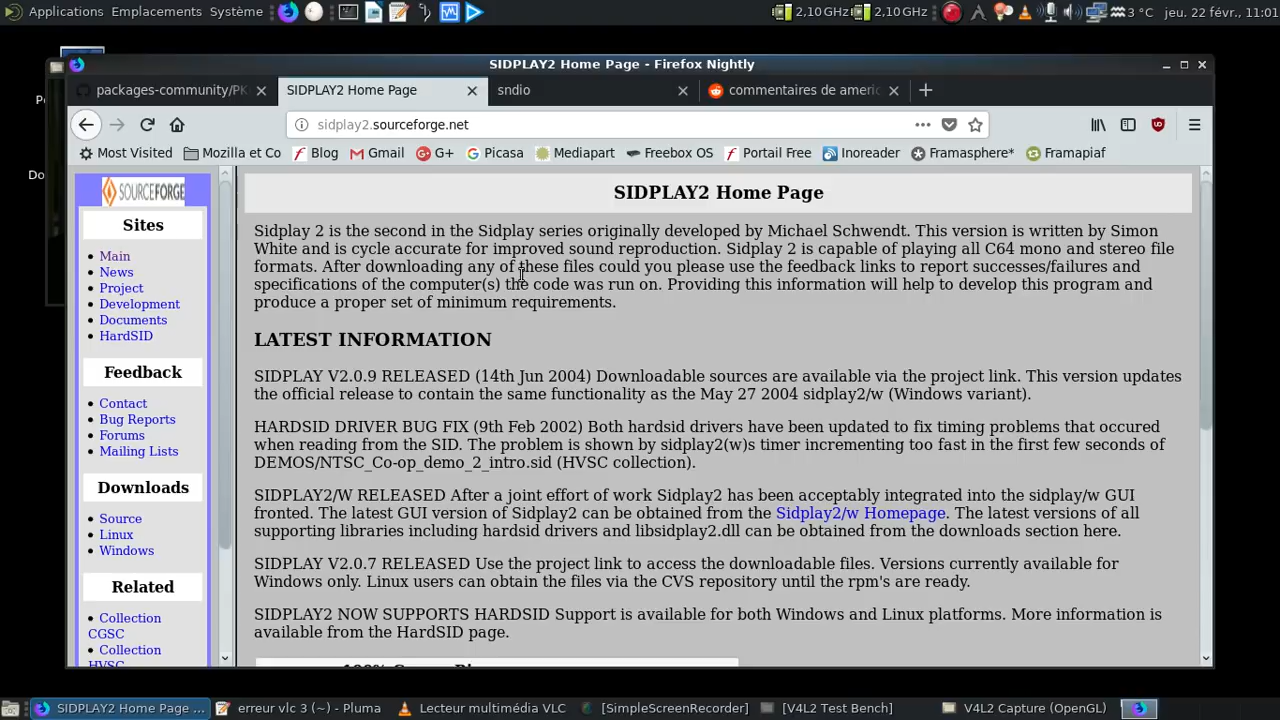 Applications Emplacements Système 2,10 GHz 2,10 GHz 3 °C jeu. 22 févr., 11:01
SIDPLAY2 Home Page - Firefox Nightly
packages-community/PK SIDPLAY2 Home Page sndio commentaires de americ
sidplay2.sourceforge.net
Most Visited Mozilla et Co Blog Gmail G+ Picasa Mediapart Freebox OS Portail Free Inoreader Framasphere* Framapiaf
SOURCEFORGE
Sites
Main
News
Project
Development
Documents
HardSID
Feedback
Contact
Bug Reports
Forums
Mailing Lists
Downloads
Source
Linux
Windows
Related
Collection
CGSC
Collection
HVSC
SIDPLAY2 Home Page
Sidplay 2 is the second in the Sidplay series originally developed by Michael Schwendt. This version is written by Simon
White and is cycle accurate for improved sound reproduction. Sidplay 2 is capable of playing all C64 mono and stereo file
formats. After downloading any of these files could you please use the feedback links to report successes/failures and
specifications of the computer(s) the code was run on. Providing this information will help to develop this program and
produce a proper set of minimum requirements.
LATEST INFORMATION
SIDPLAY V2.0.9 RELEASED (14th Jun 2004) Downloadable sources are available via the project link. This version updates
the official release to contain the same functionality as the May 27 2004 sidplay2/w (Windows variant).
HARDSID DRIVER BUG FIX (9th Feb 2002) Both hardsid drivers have been updated to fix timing problems that occured
when reading from the SID. The problem is shown by sidplay2(w)s timer incrementing too fast in the first few seconds of
DEMOS/NTSC_Co-op_demo_2_intro.sid (HVSC collection).
SIDPLAY2/W RELEASED After a joint effort of work Sidplay2 has been acceptably integrated into the sidplay/w GUI
fronted. The latest GUI version of Sidplay2 can be obtained from the Sidplay2/w Homepage. The latest versions of all
supporting libraries including hardsid drivers and libsidplay2.dll can be obtained from the downloads section here.
SIDPLAY V2.0.7 RELEASED Use the project link to access the downloadable files. Versions currently available for
Windows only. Linux users can obtain the files via the CVS repository until the rpm's are ready.
SIDPLAY2 NOW SUPPORTS HARDSID Support is available for both Windows and Linux platforms. More information is
available from the HardSID page.
SIDPLAY2 Home Page ... erreur vlc 3 (~) - Pluma Lecteur multimédia VLC [SimpleScreenRecorder] [V4L2 Test Bench] V4L2 Capture (OpenGL)